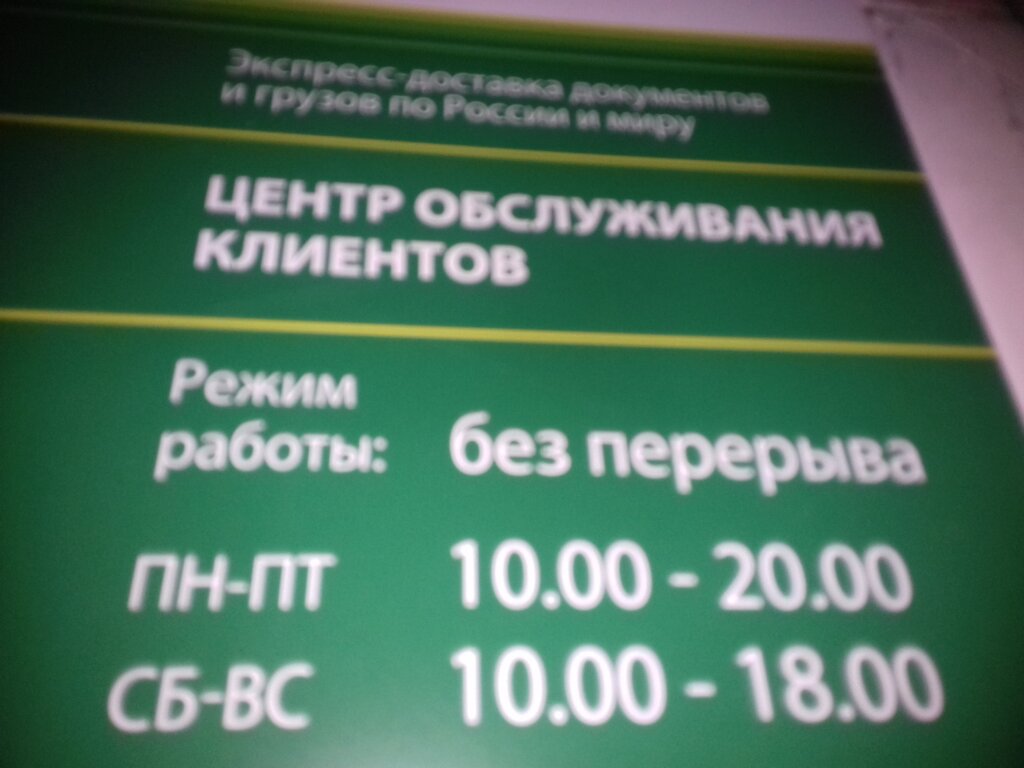 Экспресс-доставка документов
и грузов по России и миру
ЦЕНТР ОБСЛУЖИВАНИЯ
КЛИЕНТОВ
Режим
работы: без перерыва
ПН-ПТ 10.00 - 20.00
СБ-ВС 10.00 - 18.00